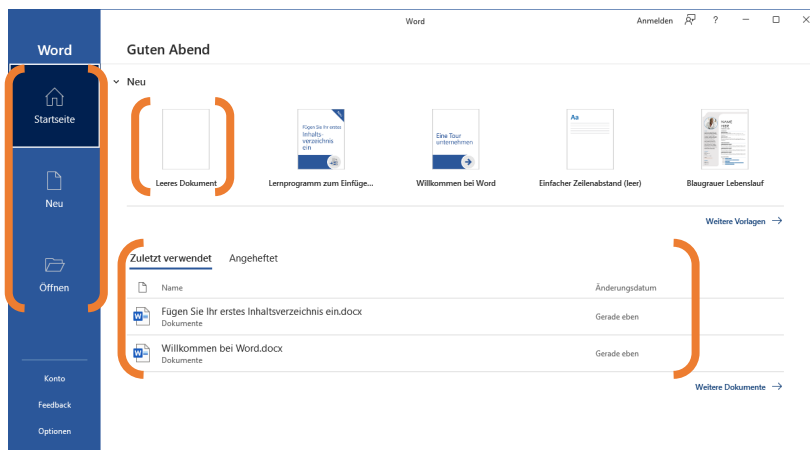 Word
Anmelden
?
Word
Guten Abend
Neu
Startseite
Neu
Öffnen
Fügen Sie Ihr erstes
Inhalts-
verzeichnis
ein
Eine Tour
unternehmen
Aa
Leeres Dokument
Lernprogramm zum Einfüge...
Willkommen bei Word
Einfacher Zeilenabstand (leer)
Blaugrauer Lebenslauf
Weitere Vorlagen
Zuletzt verwendet Angeheftet
Name Änderungsdatum
Fügen Sie Ihr erstes Inhaltsverzeichnis ein.docx
Dokumente
Gerade eben
Willkommen bei Word.docx
Dokumente
Gerade eben
Weitere Dokumente
Konto
Feedback
Optionen